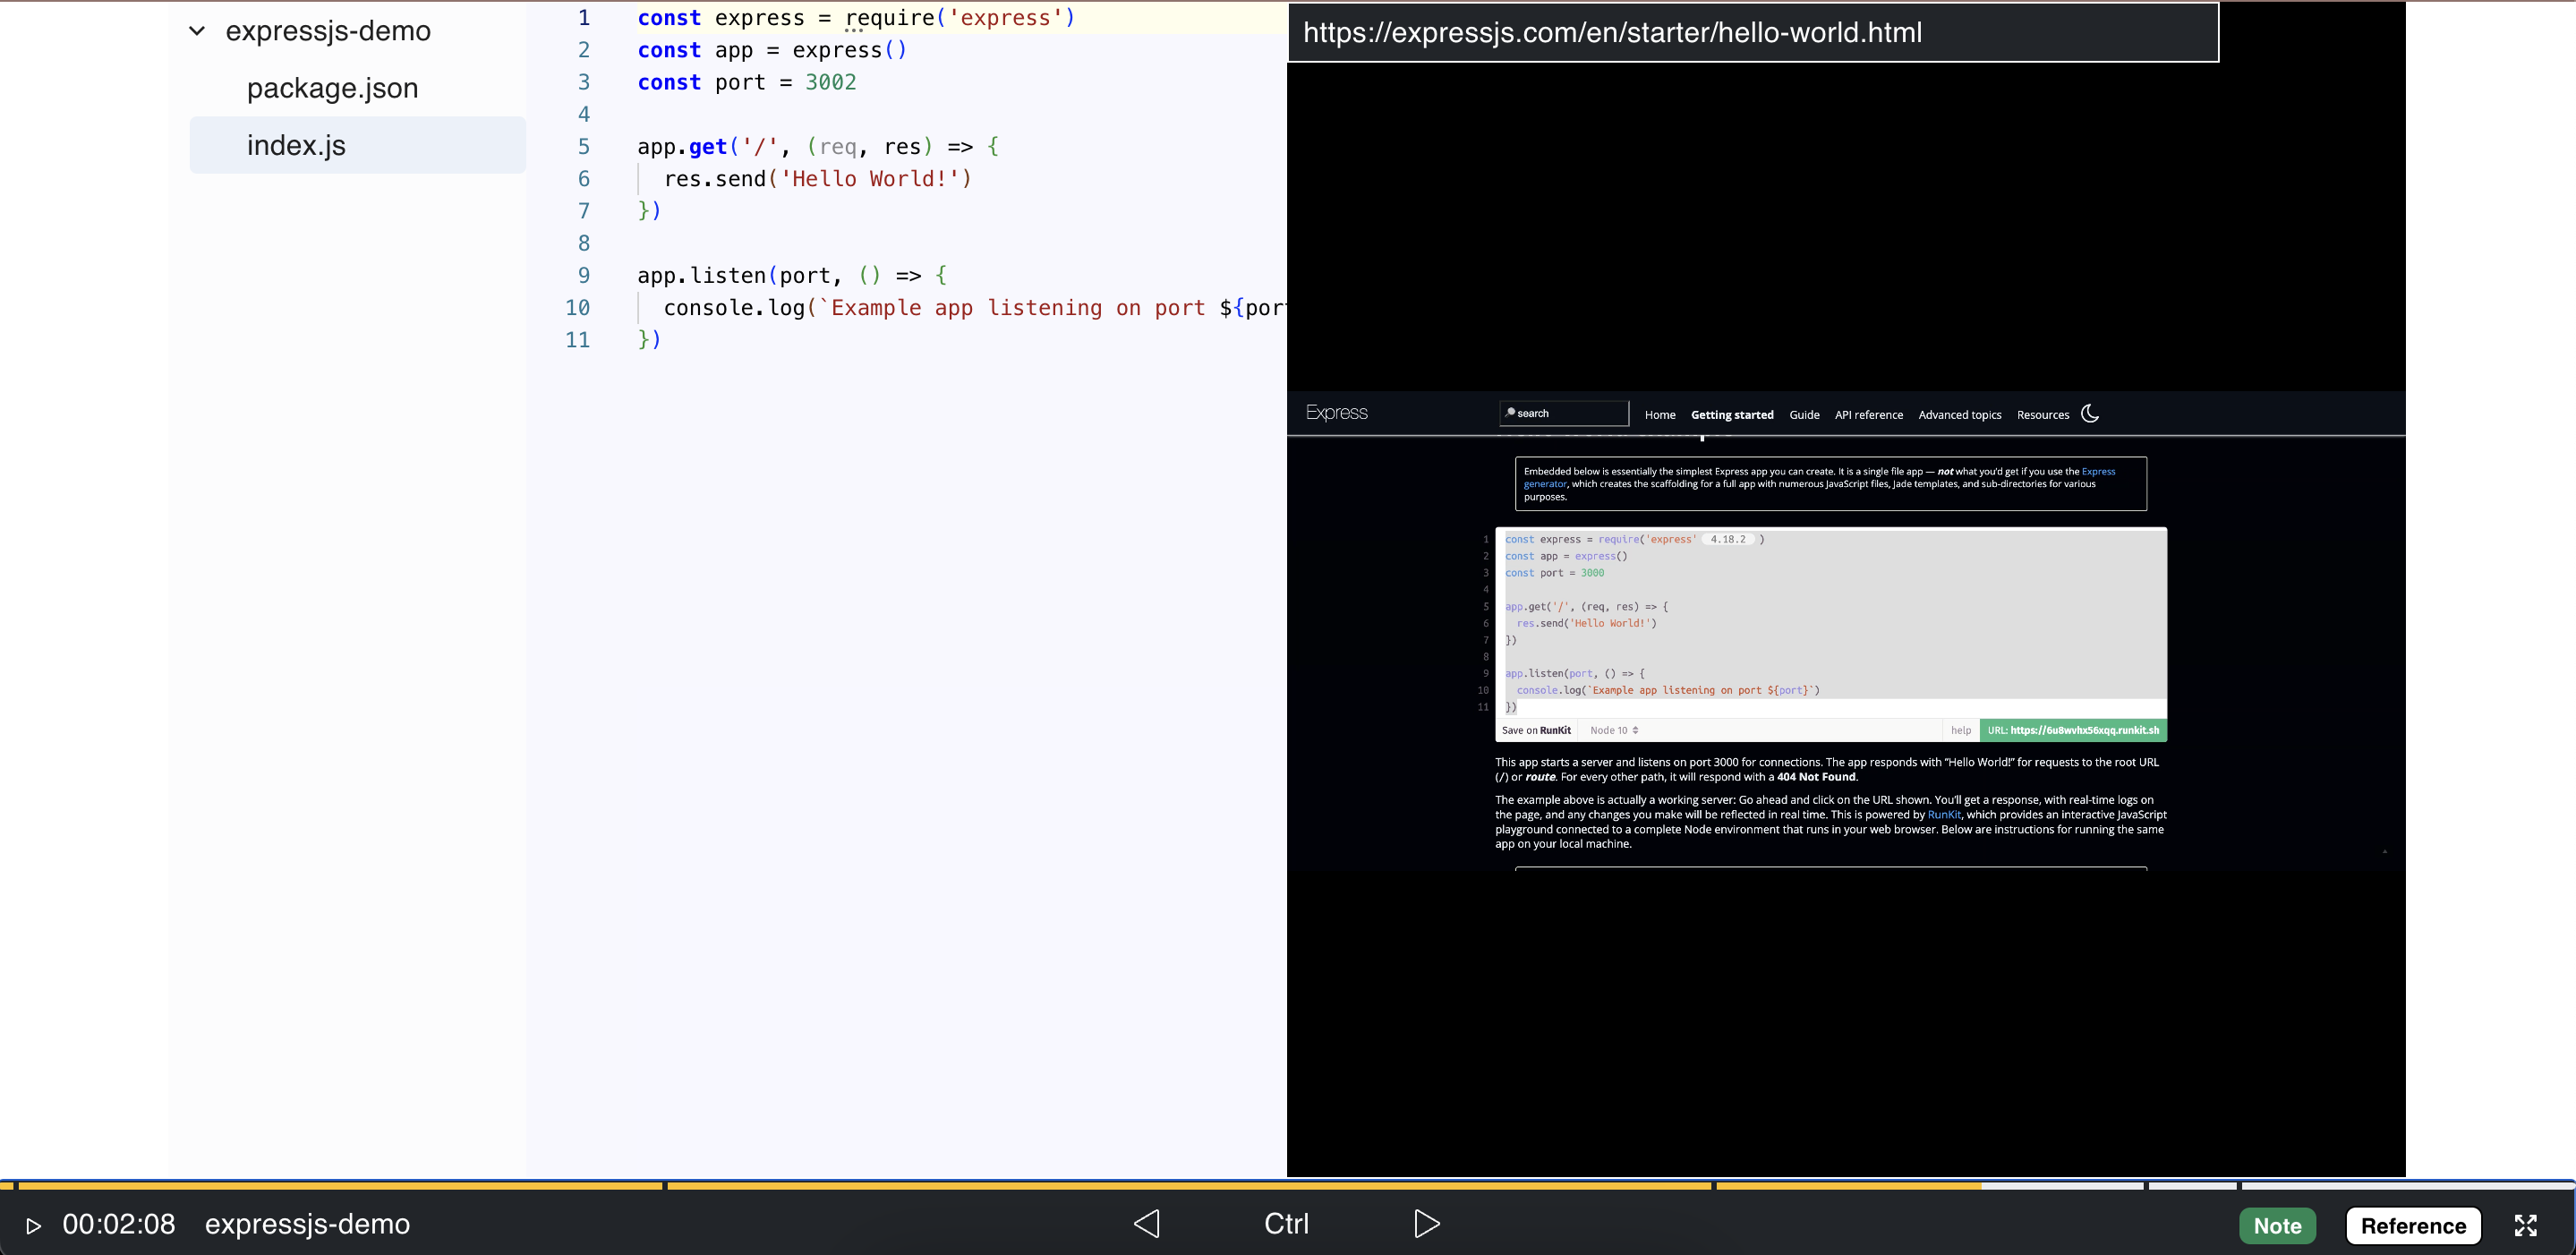 expressjs-demo
package.json
index.js
1 const express = require('express')
2 const app = express()
3 const port = 3002
4
5 app.get('/', (req, res) => {
6 res.send('Hello World!')
7 })
8
9 app.listen(port, () => {
10 console.log(`Example app listening on port ${por
11 })
https://expressjs.com/en/starter/hello-world.html
Express
search Home Getting started Guide API reference Advanced topics Resources
Embedded below is essentially the simplest Express app you can create. It is a single file app — not what you'd get if you use the Express
generator, which creates the scaffolding for a full app with numerous JavaScript files, Jade templates, and sub-directories for various
purposes.
1 const express = require('express' 4.18.2 )
2 const app = express()
3 const port = 3000
4
5 app.get('/', (req, res) => {
6 res.send('Hello World!')
7 })
8
9 app.listen(port, () => {
10 console.log(`Example app listening on port ${port}`)
11 })
Save on RunKit Node 10 help URL: https://6u8wvhx56xqq.runkit.sh
This app starts a server and listens on port 3000 for connections. The app responds with “Hello World!” for requests to the root URL
(/) or route. For every other path, it will respond with a 404 Not Found.
The example above is actually a working server: Go ahead and click on the URL shown. You’ll get a response, with real-time logs on
the page, and any changes you make will be reflected in real time. This is powered by RunKit, which provides an interactive JavaScript
playground connected to a complete Node environment that runs in your web browser. Below are instructions for running the same
app on your local machine.
00:02:08 expressjs-demo Ctrl Note Reference